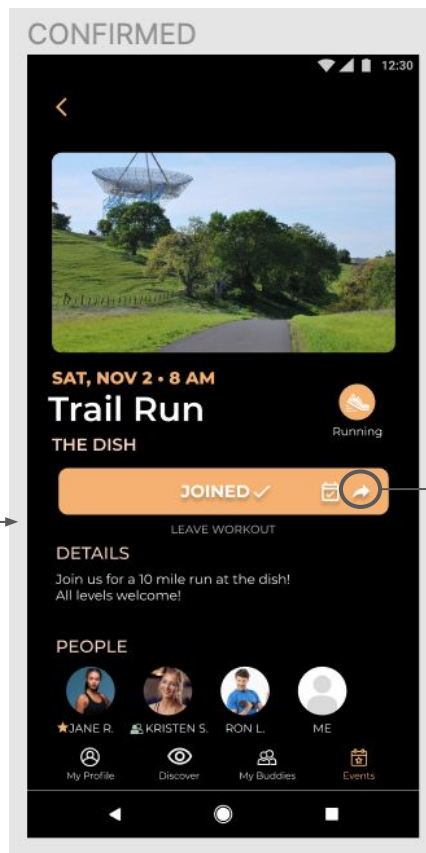 CONFIRMED
12:30
SAT, NOV 2 • 8 AM
Trail Run
THE DISH
Running
JOINED
LEAVE WORKOUT
DETAILS
Join us for a 10 mile run at the dish!
All levels welcome!
PEOPLE
JANE R. KRISTEN S. RON L. ME
My Profile Discover My Buddies Events